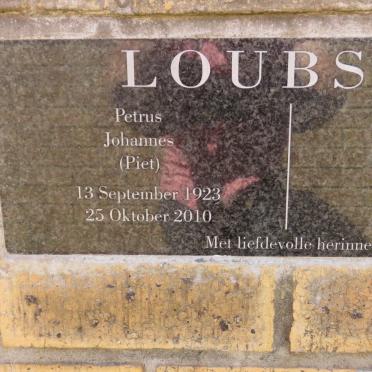 LOUBS
Petrus
Johannes
(Piet)
13 September 1923
25 Oktober 2010
Met liefdevolle herinne